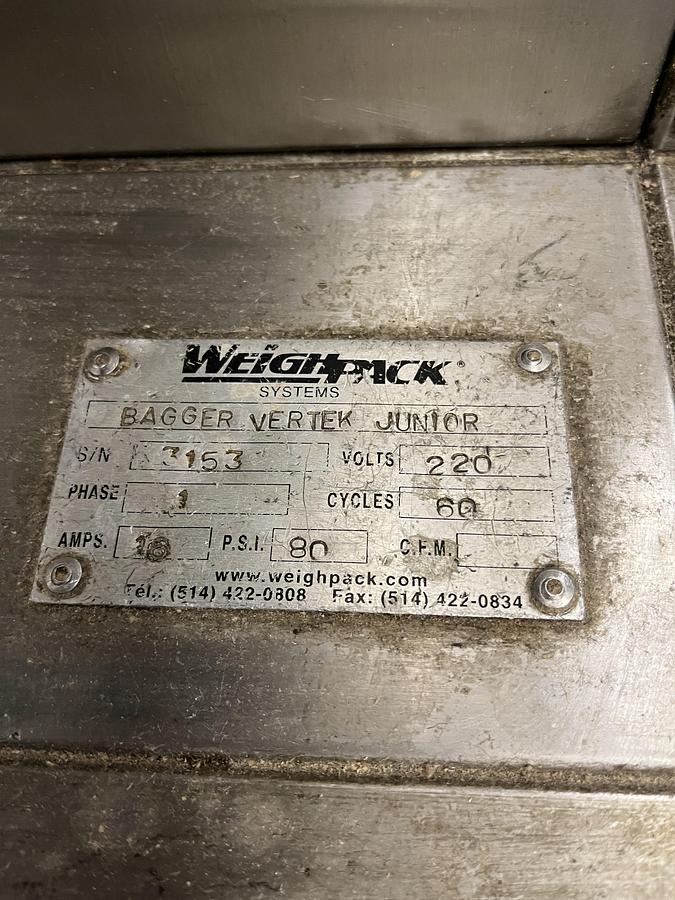 WEIGHPACK®
SYSTEMS
BAGGER VERTEK JUNIOR
S/N 3153 VOLTS 220
PHASE 1 CYCLES 60
AMPS. P.S.I. 80 C.F.M.
www.weighpack.com
Tél.: (514) 422-0808 Fax: (514) 422-0834